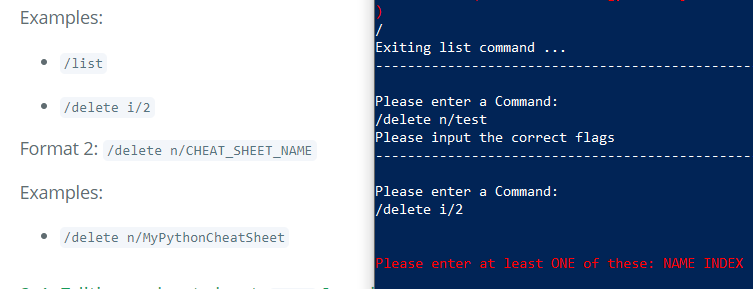 Examples:
/list
/delete i/2
Format 2: /delete n/CHEAT_SHEET_NAME
Examples:
/delete n/MyPythonCheatSheet
)
/
Exiting list command ...
-----------------------------------------------
Please enter a Command:
/delete n/test
Please input the correct flags
-----------------------------------------------
Please enter a Command:
/delete i/2
Please enter at least ONE of these: NAME INDEX